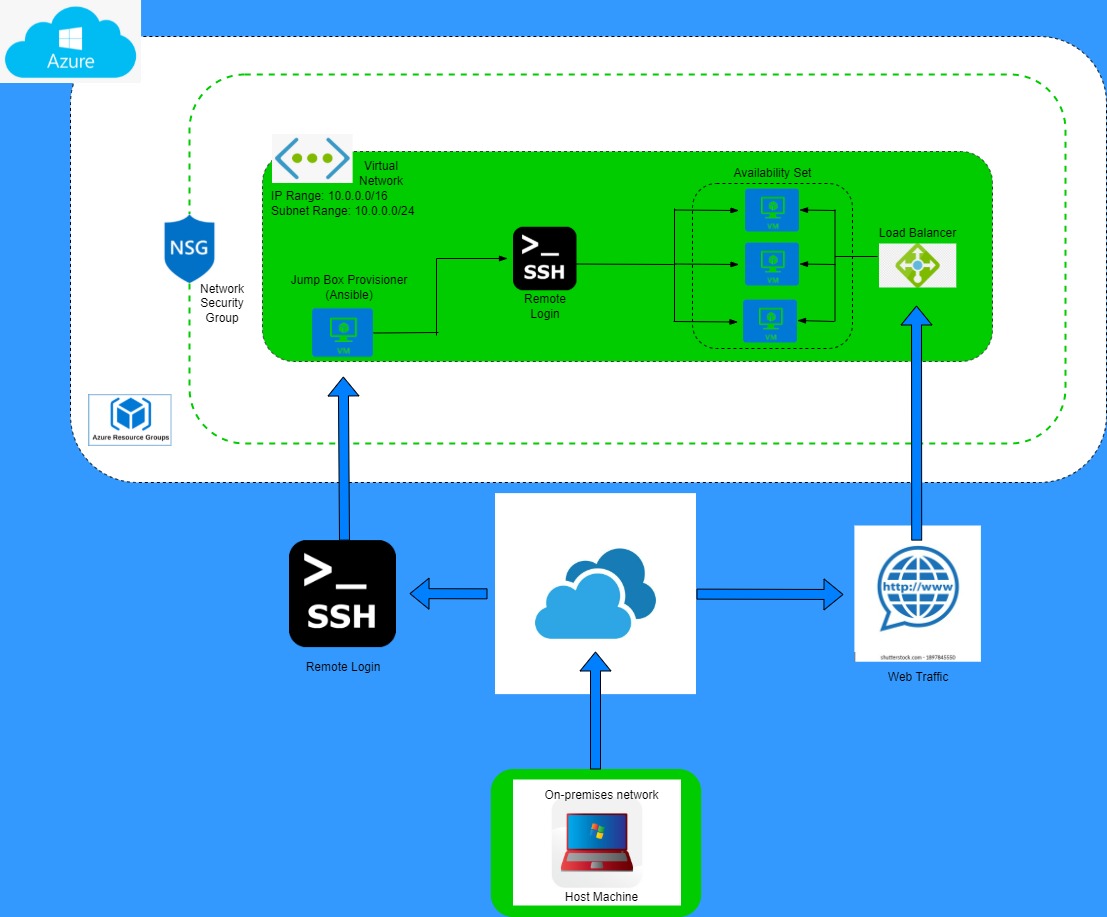 Azure
Virtual
Network
IP Range: 10.0.0.0/16
Subnet Range: 10.0.0.0/24
Availability Set
VM
VM
VM
Load Balancer
NSG
Network
Security
Group
Jump Box Provisioner
(Ansible)
VM
>_
SSH
Remote
Login
Azure Resource Groups
>_
SSH
Remote Login
http://www
shutterstock.com · 1897845550
Web Traffic
On-premises network
Host Machine